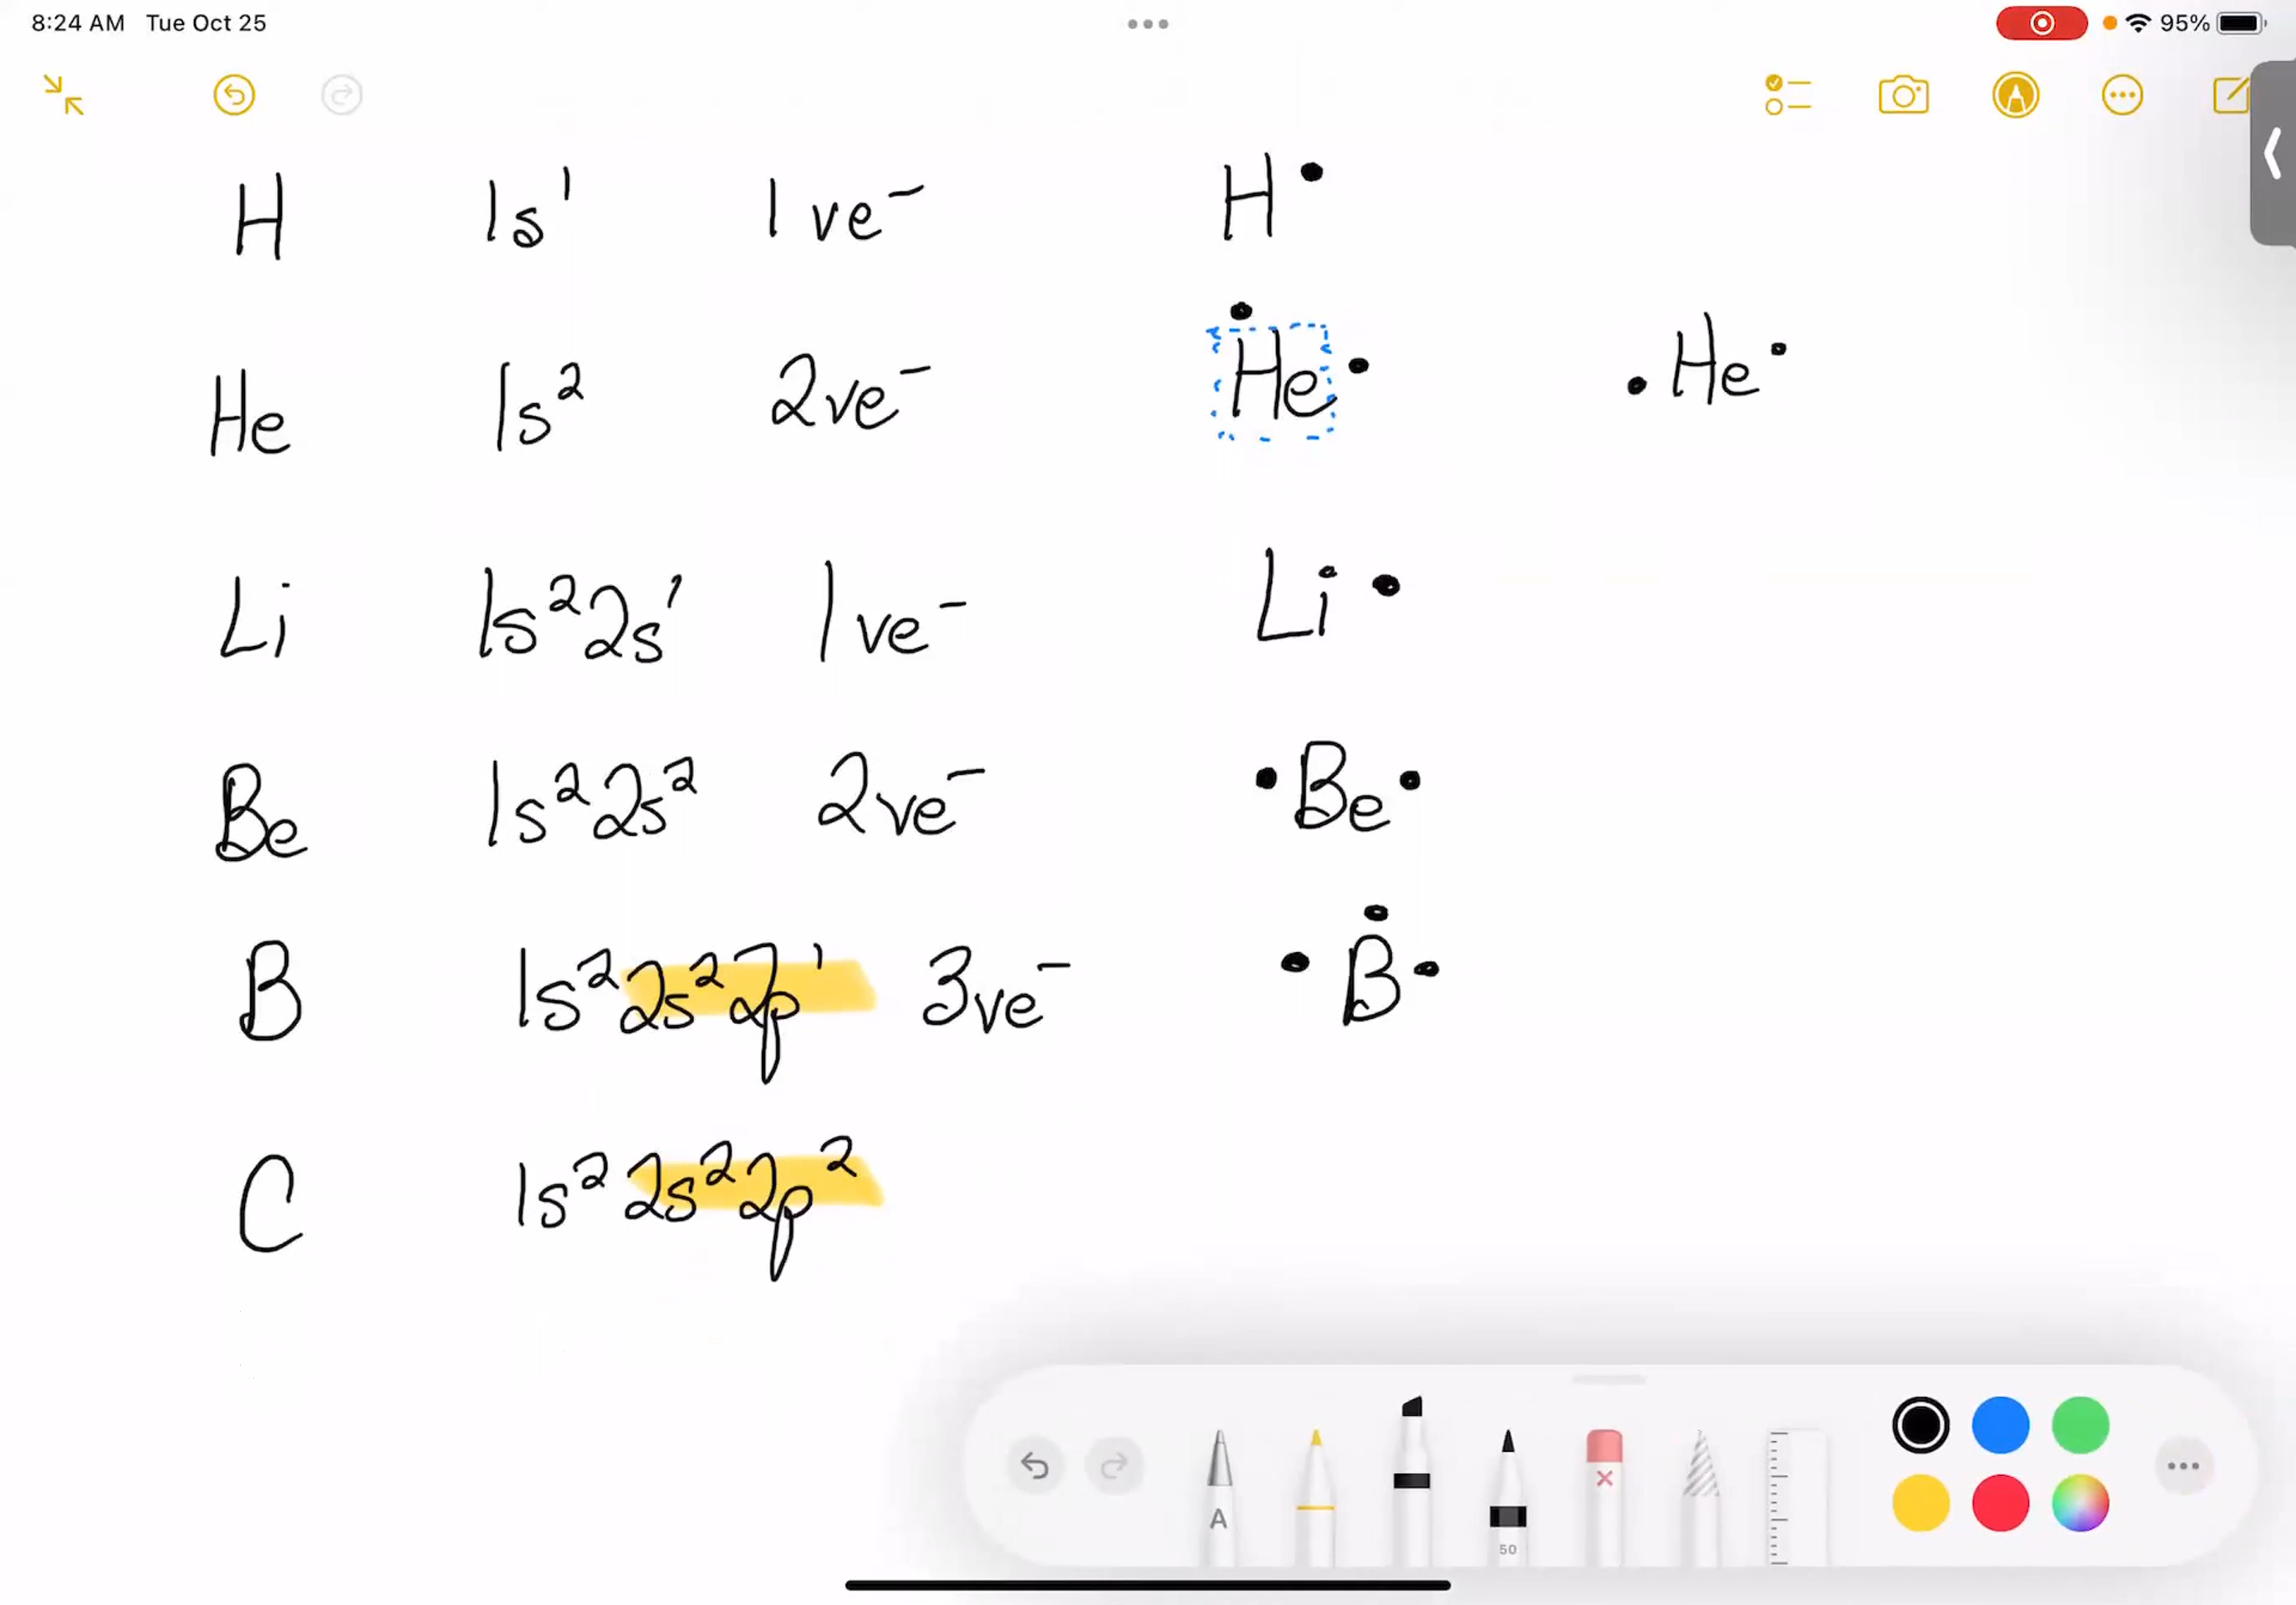 8:24 AM Tue Oct 25 95%
H 1s¹ 1 ve⁻ H•
He 1s² 2ve⁻ He •He•
Li 1s²2s¹ 1 ve⁻ Li•
Be 1s²2s² 2ve⁻ •Be•
B 1s²2s²2p¹ 3ve⁻ •B•
C 1s²2s²2p²
A 50